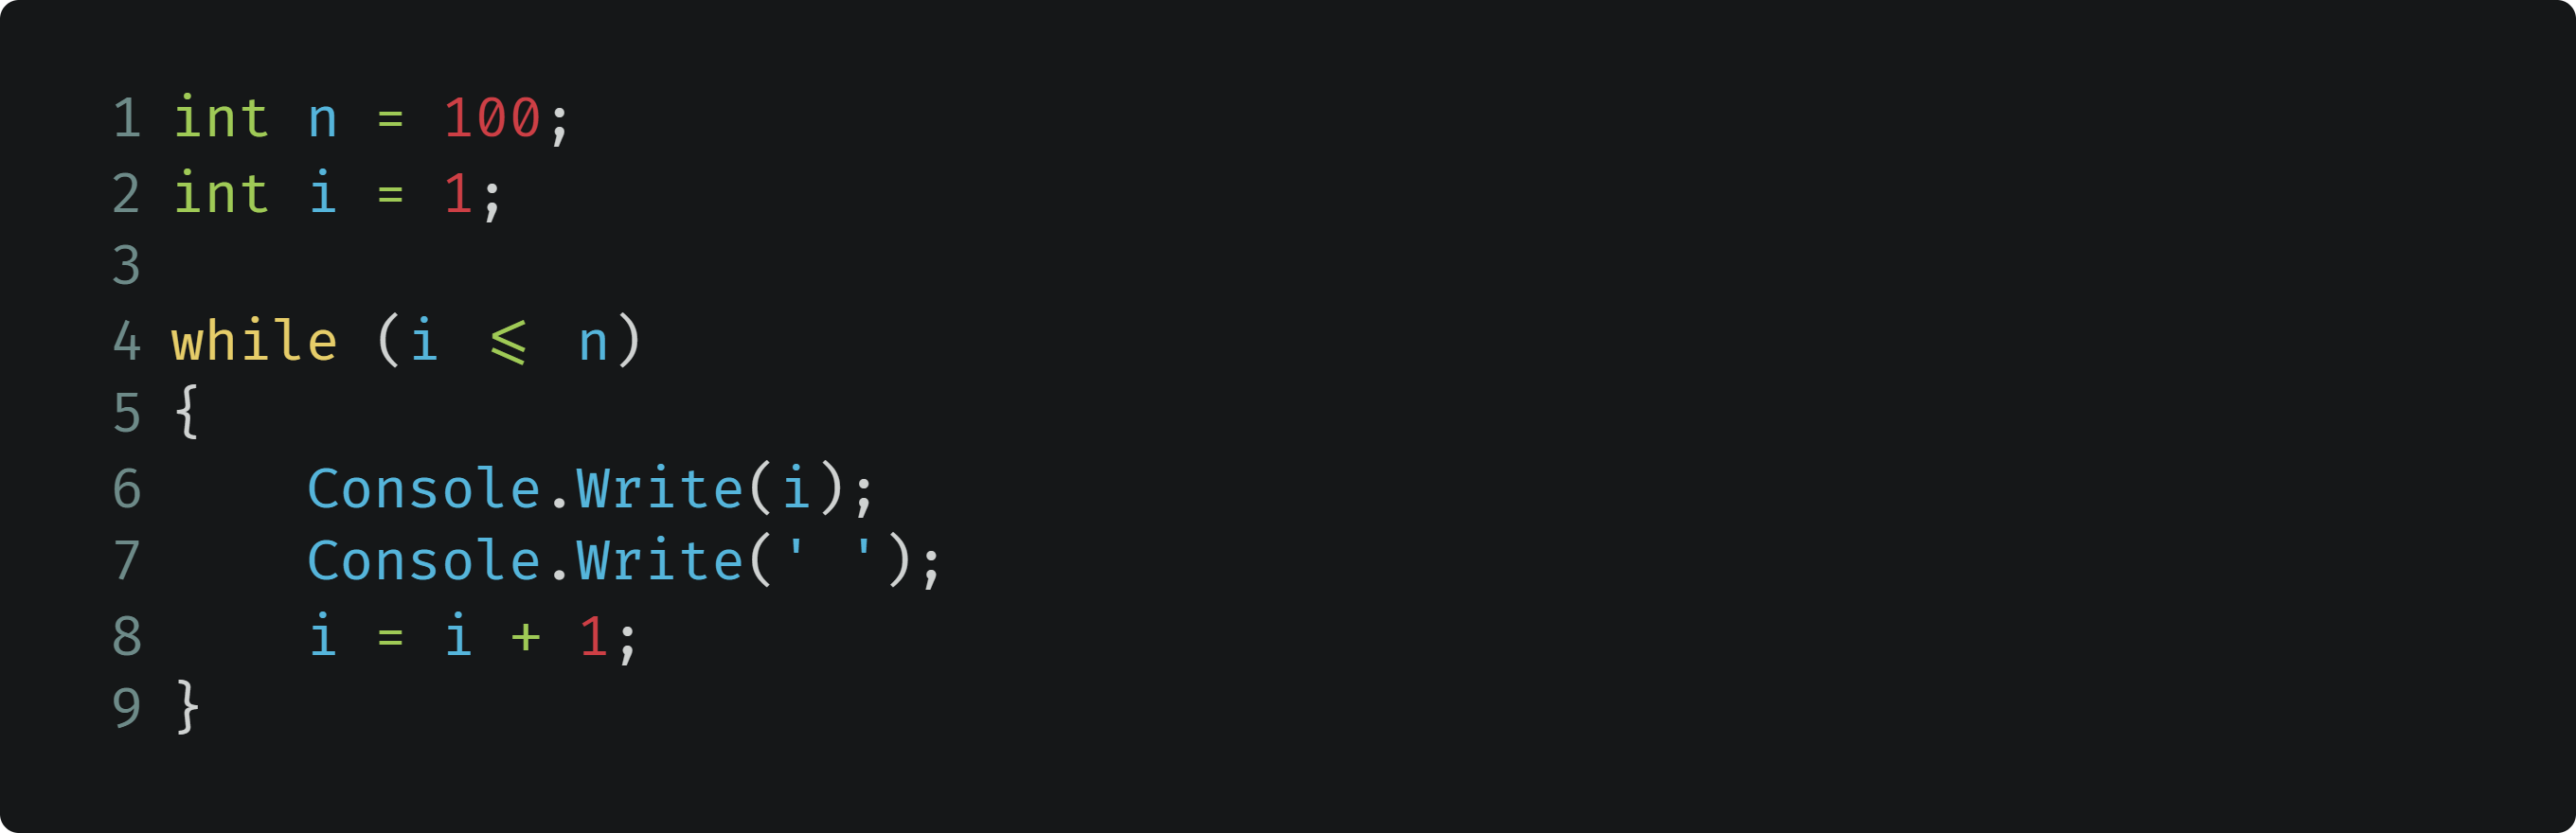 1 int n = 100;
2 int i = 1;
3
4 while (i <= n)
5 {
6     Console.Write(i);
7     Console.Write(' ');
8     i = i + 1;
9 }